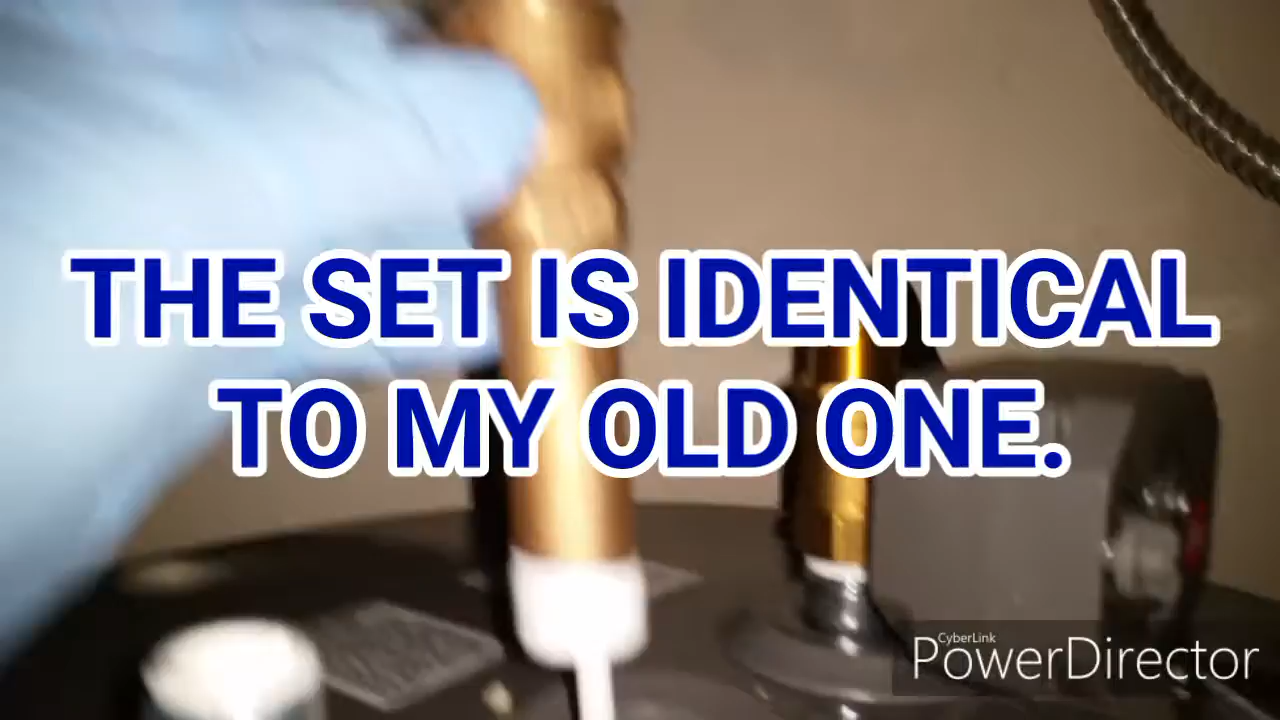 THE SET IS IDENTICAL
TO MY OLD ONE.
CyberLink
PowerDirector